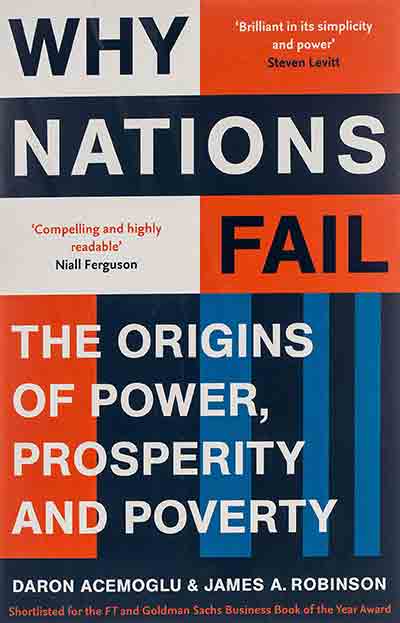 WHY
'Brilliant in its simplicity
and power'
Steven Levitt
NATIONS
'Compelling and highly
readable'
Niall Ferguson
FAIL
THE ORIGINS
OF POWER,
PROSPERITY
AND POVERTY
DARON ACEMOGLU & JAMES A. ROBINSON
Shortlisted for the FT and Goldman Sachs Business Book of the Year Award